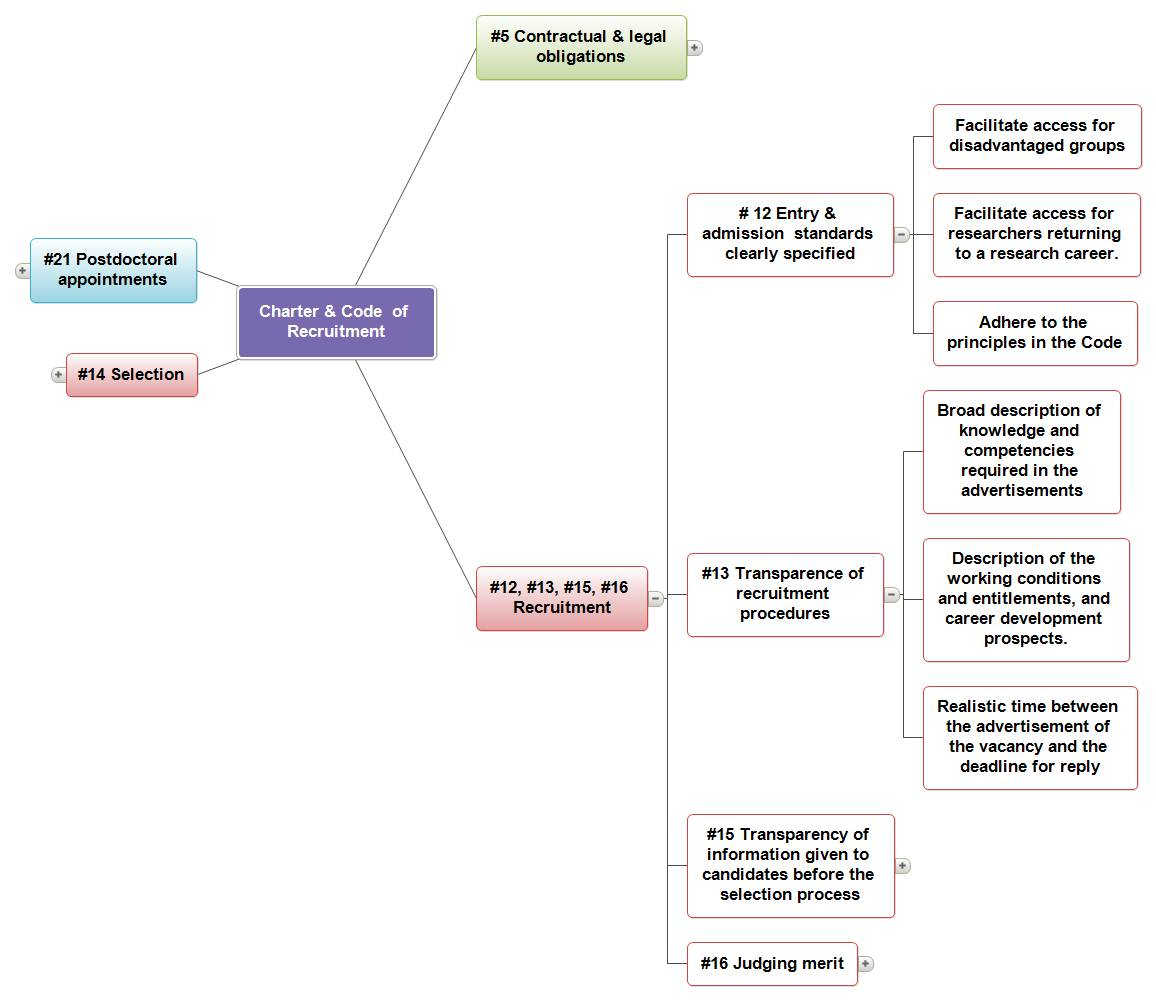 #5 Contractual & legal
obligations
#21 Postdoctoral
appointments
Charter & Code  of
Recruitment
#14 Selection
#12, #13, #15, #16
Recruitment
# 12 Entry &
admission  standards
clearly specified
Facilitate access for
disadvantaged groups
Facilitate access for
researchers returning
to a research career.
Adhere to the
principles in the Code
#13 Transparence of
recruitment
procedures
Broad description of
knowledge and
competencies
required in the
advertisements
Description of the
working conditions
and entitlements, and
career development
prospects.
Realistic time between
the advertisement of
the vacancy and the
deadline for reply
#15 Transparency of
information given to
candidates before the
selection process
#16 Judging merit